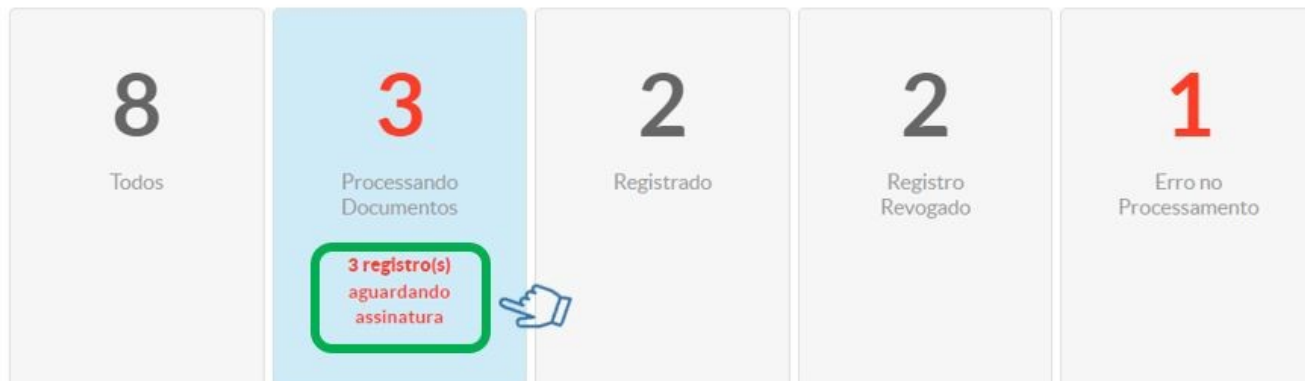 8
Todos
3
Processando
Documentos
3 registro(s)
aguardando
assinatura
2
Registrado
2
Registro
Revogado
1
Erro no
Processamento